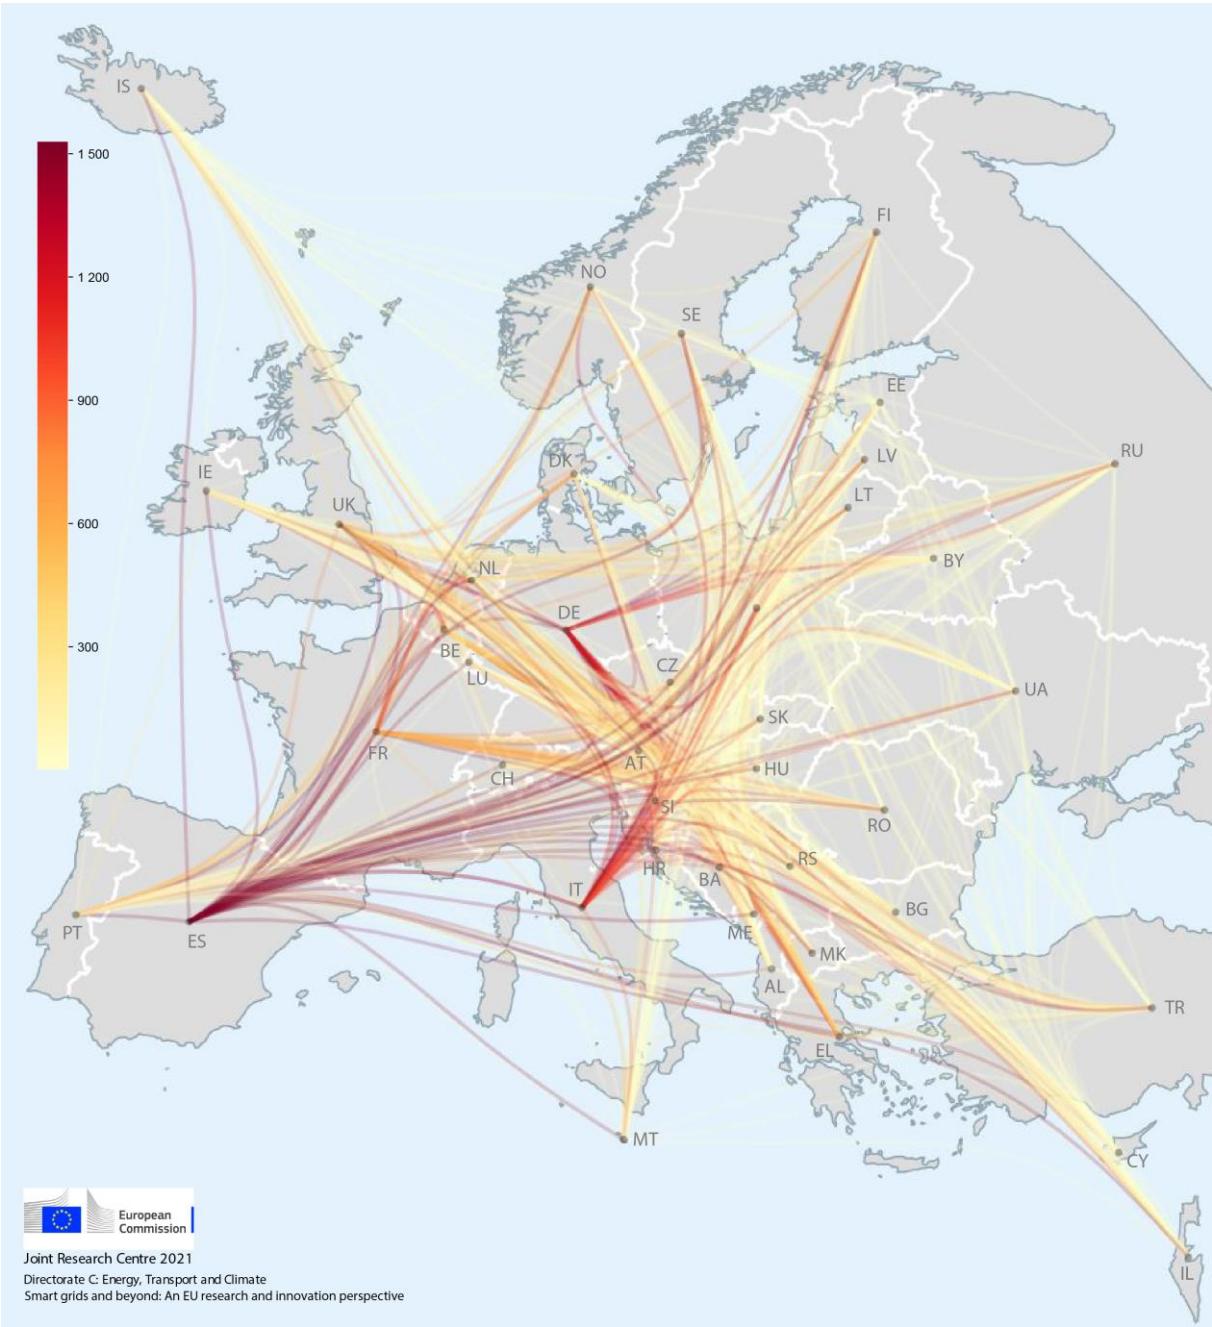 IS
1 500
FI
NO
1 200
SE
EE
900
RU
LV
DK
IE
LT
UK
600
BY
NL
DE
300
BE
CZ
LU
UA
SK
FR
AT
HU
CH
SI
RO
RS
HR
BA
IT
BG
PT
ME
ES
MK
AL
TR
EL
MT
CY
European
Commission
Joint Research Centre 2021
IL
Directorate C: Energy, Transport and Climate
Smart grids and beyond: An EU research and innovation perspective